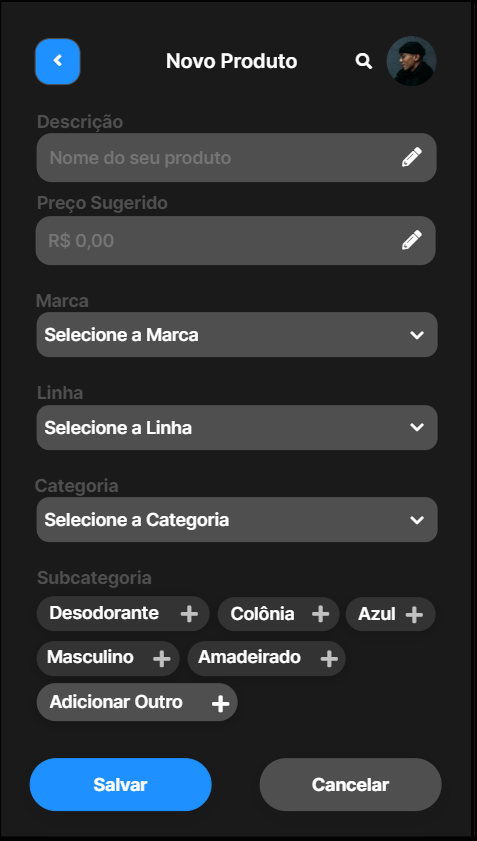 Novo Produto
Descrição
Nome do seu produto
Preço Sugerido
R$ 0,00
Marca
Selecione a Marca
Linha
Selecione a Linha
Categoria
Selecione a Categoria
Subcategoria
Desodorante + Colônia + Azul +
Masculino + Amadeirado +
Adicionar Outro +
Salvar Cancelar